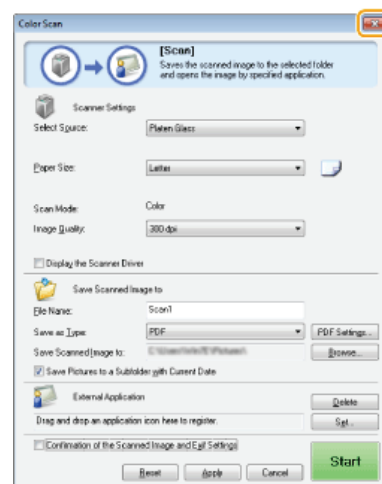 Color Scan
[Scan]
Saves the scanned image to the selected folder
and opens the image by specified application.
Scanner Settings
Select Source: Platen Glass
Paper Size: Letter
Scan Mode: Color
Image Quality: 300 dpi
Display the Scanner Driver
Save Scanned Image to
File Name: Scan1
Save as Type: PDF PDF Settings...
Save Scanned Image to: Browse...
Save Pictures to a Subfolder with Current Date
External Application Delete
Drag and drop an application icon here to register. Set...
Confirmation of the Scanned Image and Exif Settings
Start
Reset Apply Cancel